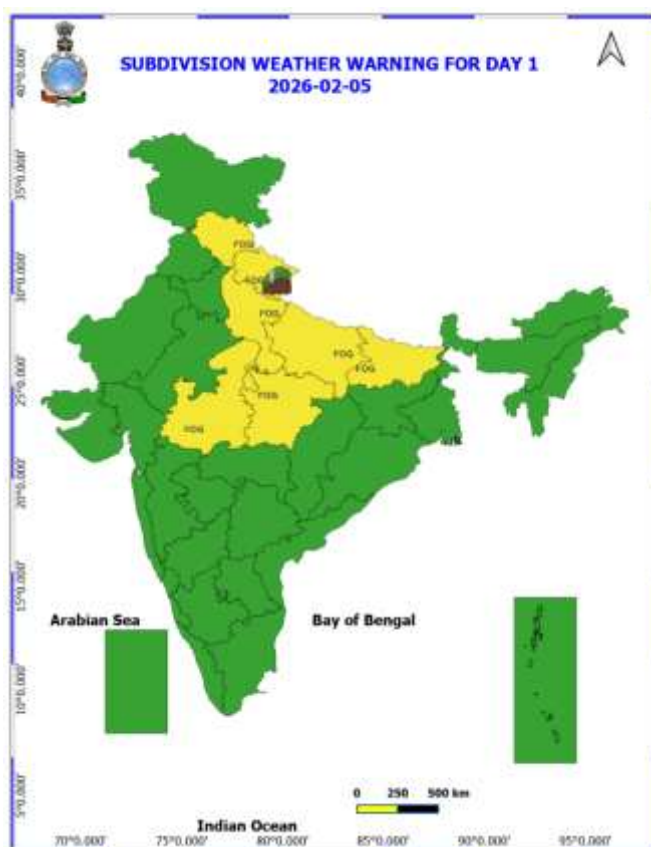 SUBDIVISION WEATHER WARNING FOR DAY 1
2026-02-05
40°0.000'
35°0.000'
30°0.000'
25°0.000'
20°0.000'
15°0.000'
10°0.000'
5°0.000'
FOG
FOG
FOG
FOG
FOG
FOG
Arabian Sea
Bay of Bengal
0 250 500 km
Indian Ocean
70°0.000' 75°0.000' 80°0.000' 85°0.000' 90°0.000' 95°0.000'